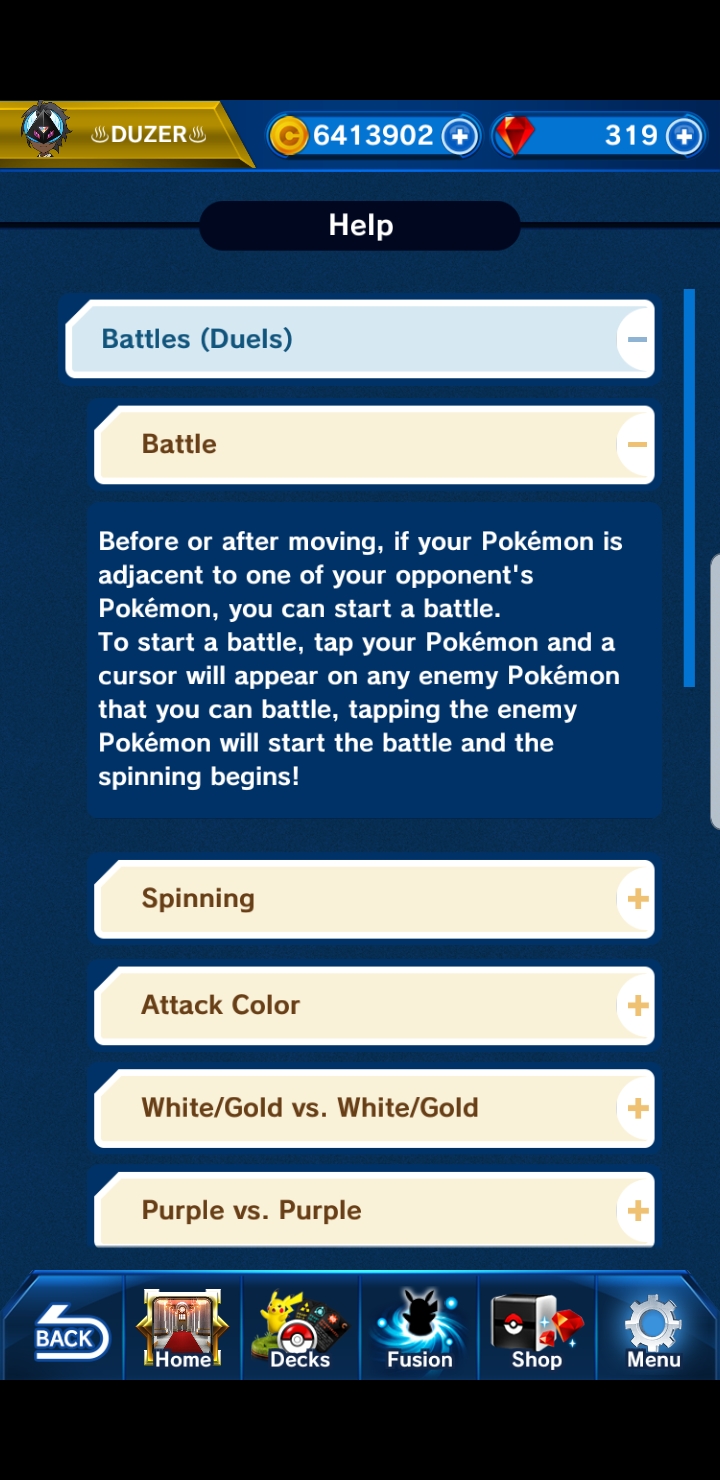 ♨DUZER♨
6413902
319
Help
Battles (Duels)
Battle
Before or after moving, if your Pokémon is
adjacent to one of your opponent's
Pokémon, you can start a battle.
To start a battle, tap your Pokémon and a
cursor will appear on any enemy Pokémon
that you can battle, tapping the enemy
Pokémon will start the battle and the
spinning begins!
Spinning
Attack Color
White/Gold vs. White/Gold
Purple vs. Purple
BACK
Home
Decks
Fusion
Shop
Menu